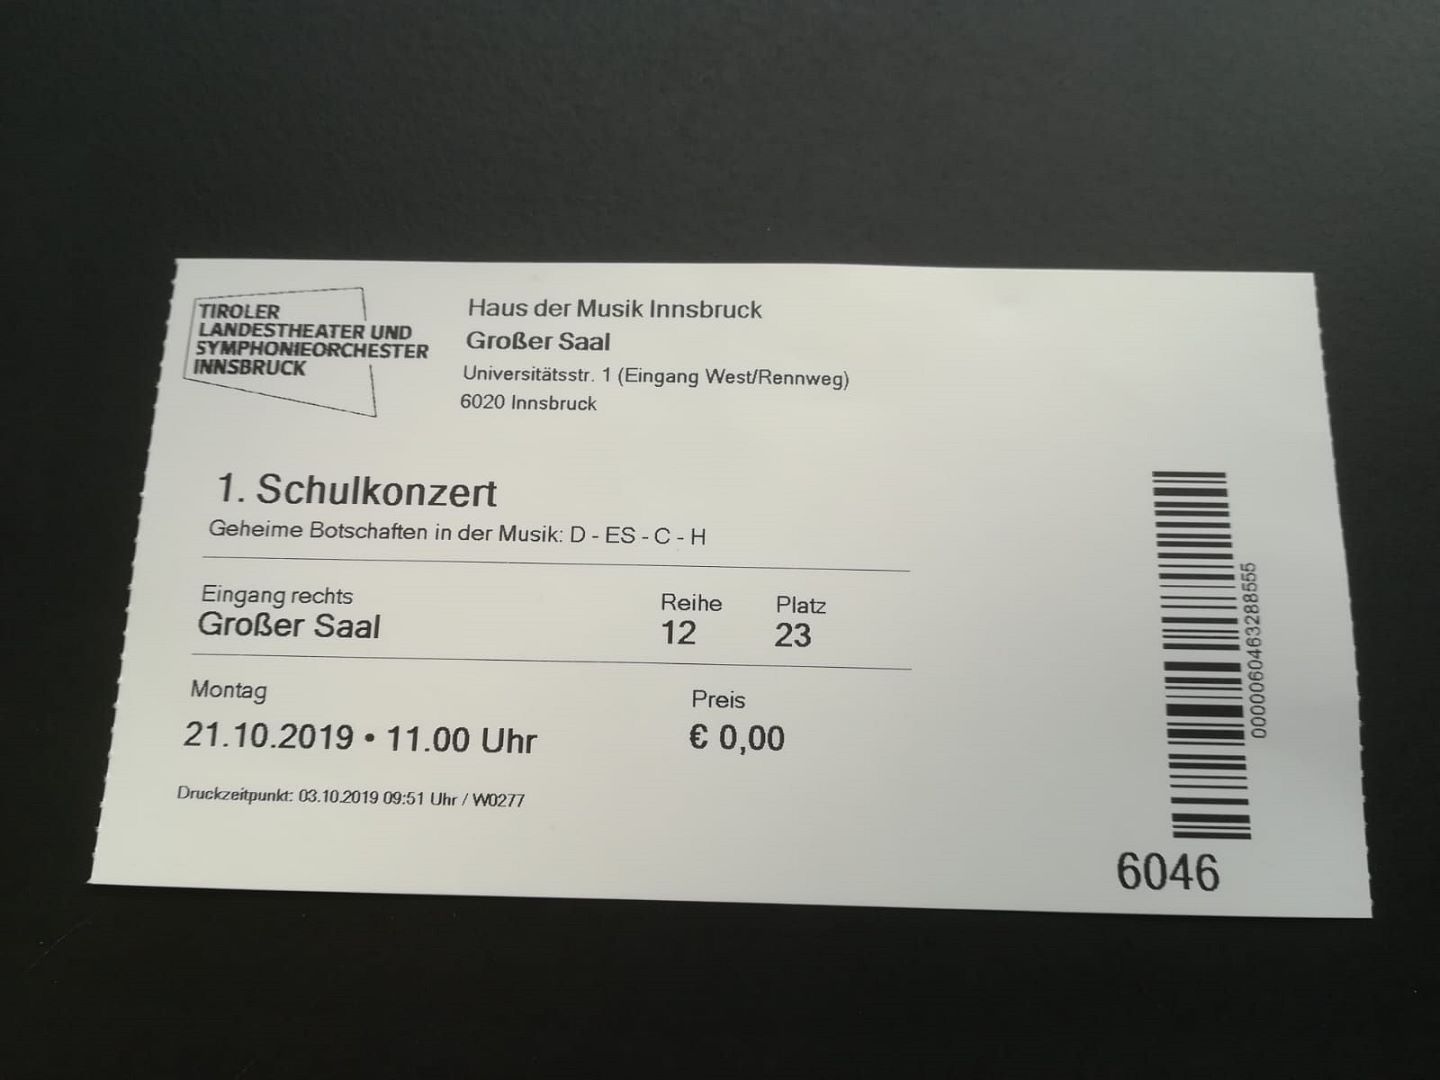 TIROLER
LANDESTHEATER UND
SYMPHONIEORCHESTER
INNSBRUCK
Haus der Musik Innsbruck
Großer Saal
Universitätsstr. 1 (Eingang West/Rennweg)
6020 Innsbruck
1. Schulkonzert
Geheime Botschaften in der Musik: D - ES - C - H
Eingang rechts
Großer Saal
Reihe
12
Platz
23
Montag
21.10.2019 • 11.00 Uhr
Preis
€ 0,00
Druckzeitpunkt: 03.10.2019 09:51 Uhr / W0277
0000060463288555
6046